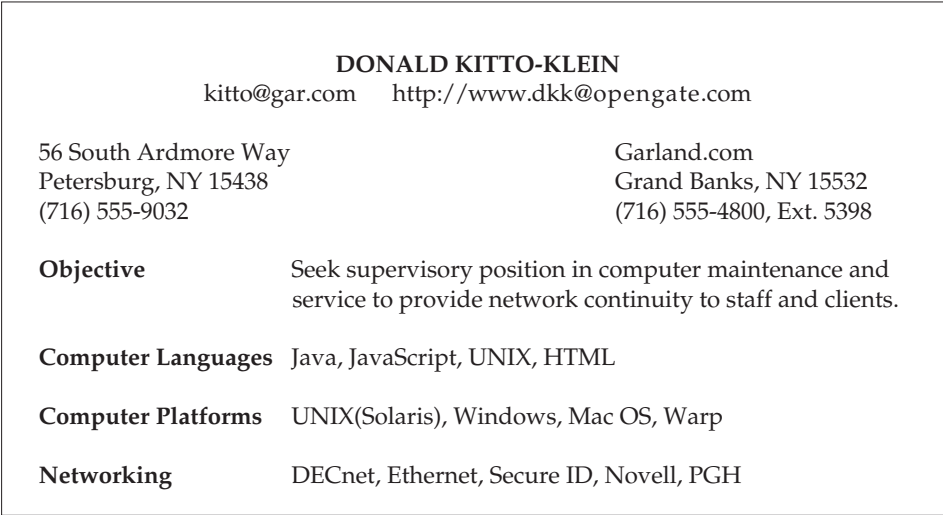 DONALD KITTO-KLEIN
kitto@gar.com http://www.dkk@opengate.com
56 South Ardmore Way Garland.com
Petersburg, NY 15438 Grand Banks, NY 15532
(716) 555-9032 (716) 555-4800, Ext. 5398
Objective Seek supervisory position in computer maintenance and
service to provide network continuity to staff and clients.
Computer Languages Java, JavaScript, UNIX, HTML
Computer Platforms UNIX(Solaris), Windows, Mac OS, Warp
Networking DECnet, Ethernet, Secure ID, Novell, PGH